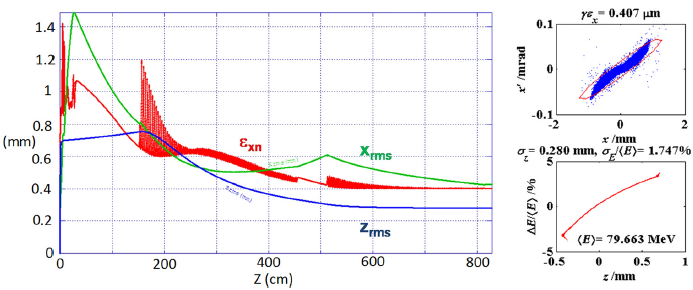 1.4
1.2
1
0.8
(mm)
0.6
0.4
0.2
0
0
200
400
600
800
Z (cm)
εxn
xrms
zrms
γεx = 0.407 μm
0.1
0
-0.1
x′ /mrad
-2
0
2
x /mm
σz = 0.280 mm, σE/⟨E⟩ = 1.747%
5
0
-5
ΔE/⟨E⟩ /%
⟨E⟩= 79.663 MeV
-0.5
0
0.5
1
z /mm